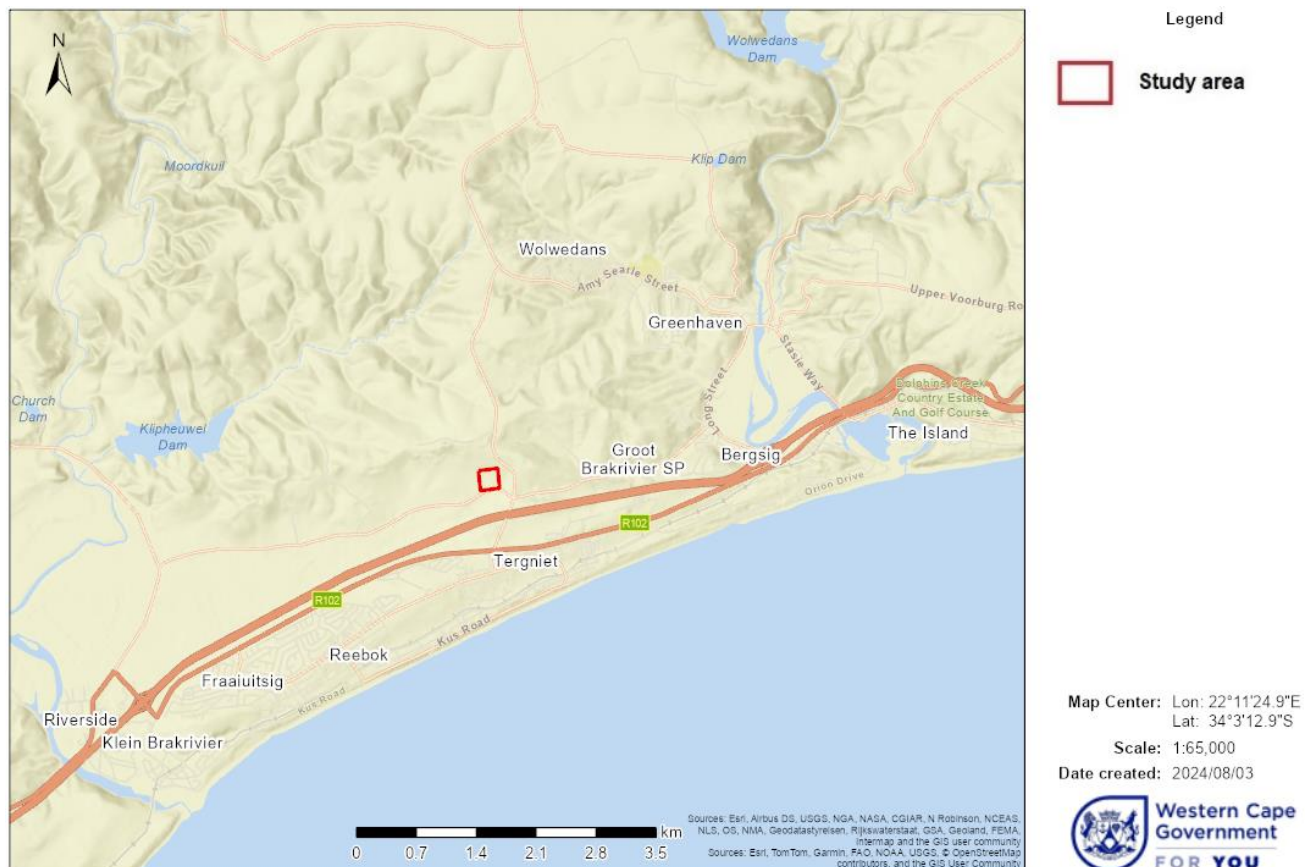 Legend
Study area
N
Wolwedans
Dam
Moordkuil
Klip Dam
Wolwedans
Amy Searle Street
Upper Voorburg Ro
Greenhaven
Stasie Way
Long Street
Church
Dam
Klipheuwel
Dam
Dolphins Creek
Country Estate
And Golf Course
The Island
Groot
Brakrivier SP
Bergsig
Orion Drive
R102
Tergniet
R102
Kus Road
Reebok
Fraaiuitsig
Kus Road
Riverside
Klein Brakrivier
km
0 0.7 1.4 2.1 2.8 3.5
Sources: Esri, Airbus DS, USGS, NGA, NASA, CGIAR, N Robinson, NCEAS,
NLS, OS, NMA, Geodatastyrelsen, Rijkswaterstaat, GSA, Geoland, FEMA,
Intermap and the GIS user community
Sources: Esri, TomTom, Garmin, FAO, NOAA, USGS, © OpenStreetMap
contributors, and the GIS User Community
Map Center: Lon: 22°11'24.9"E
Lat: 34°3'12.9"S
Scale: 1:65,000
Date created: 2024/08/03
Western Cape
Government
FOR YOU